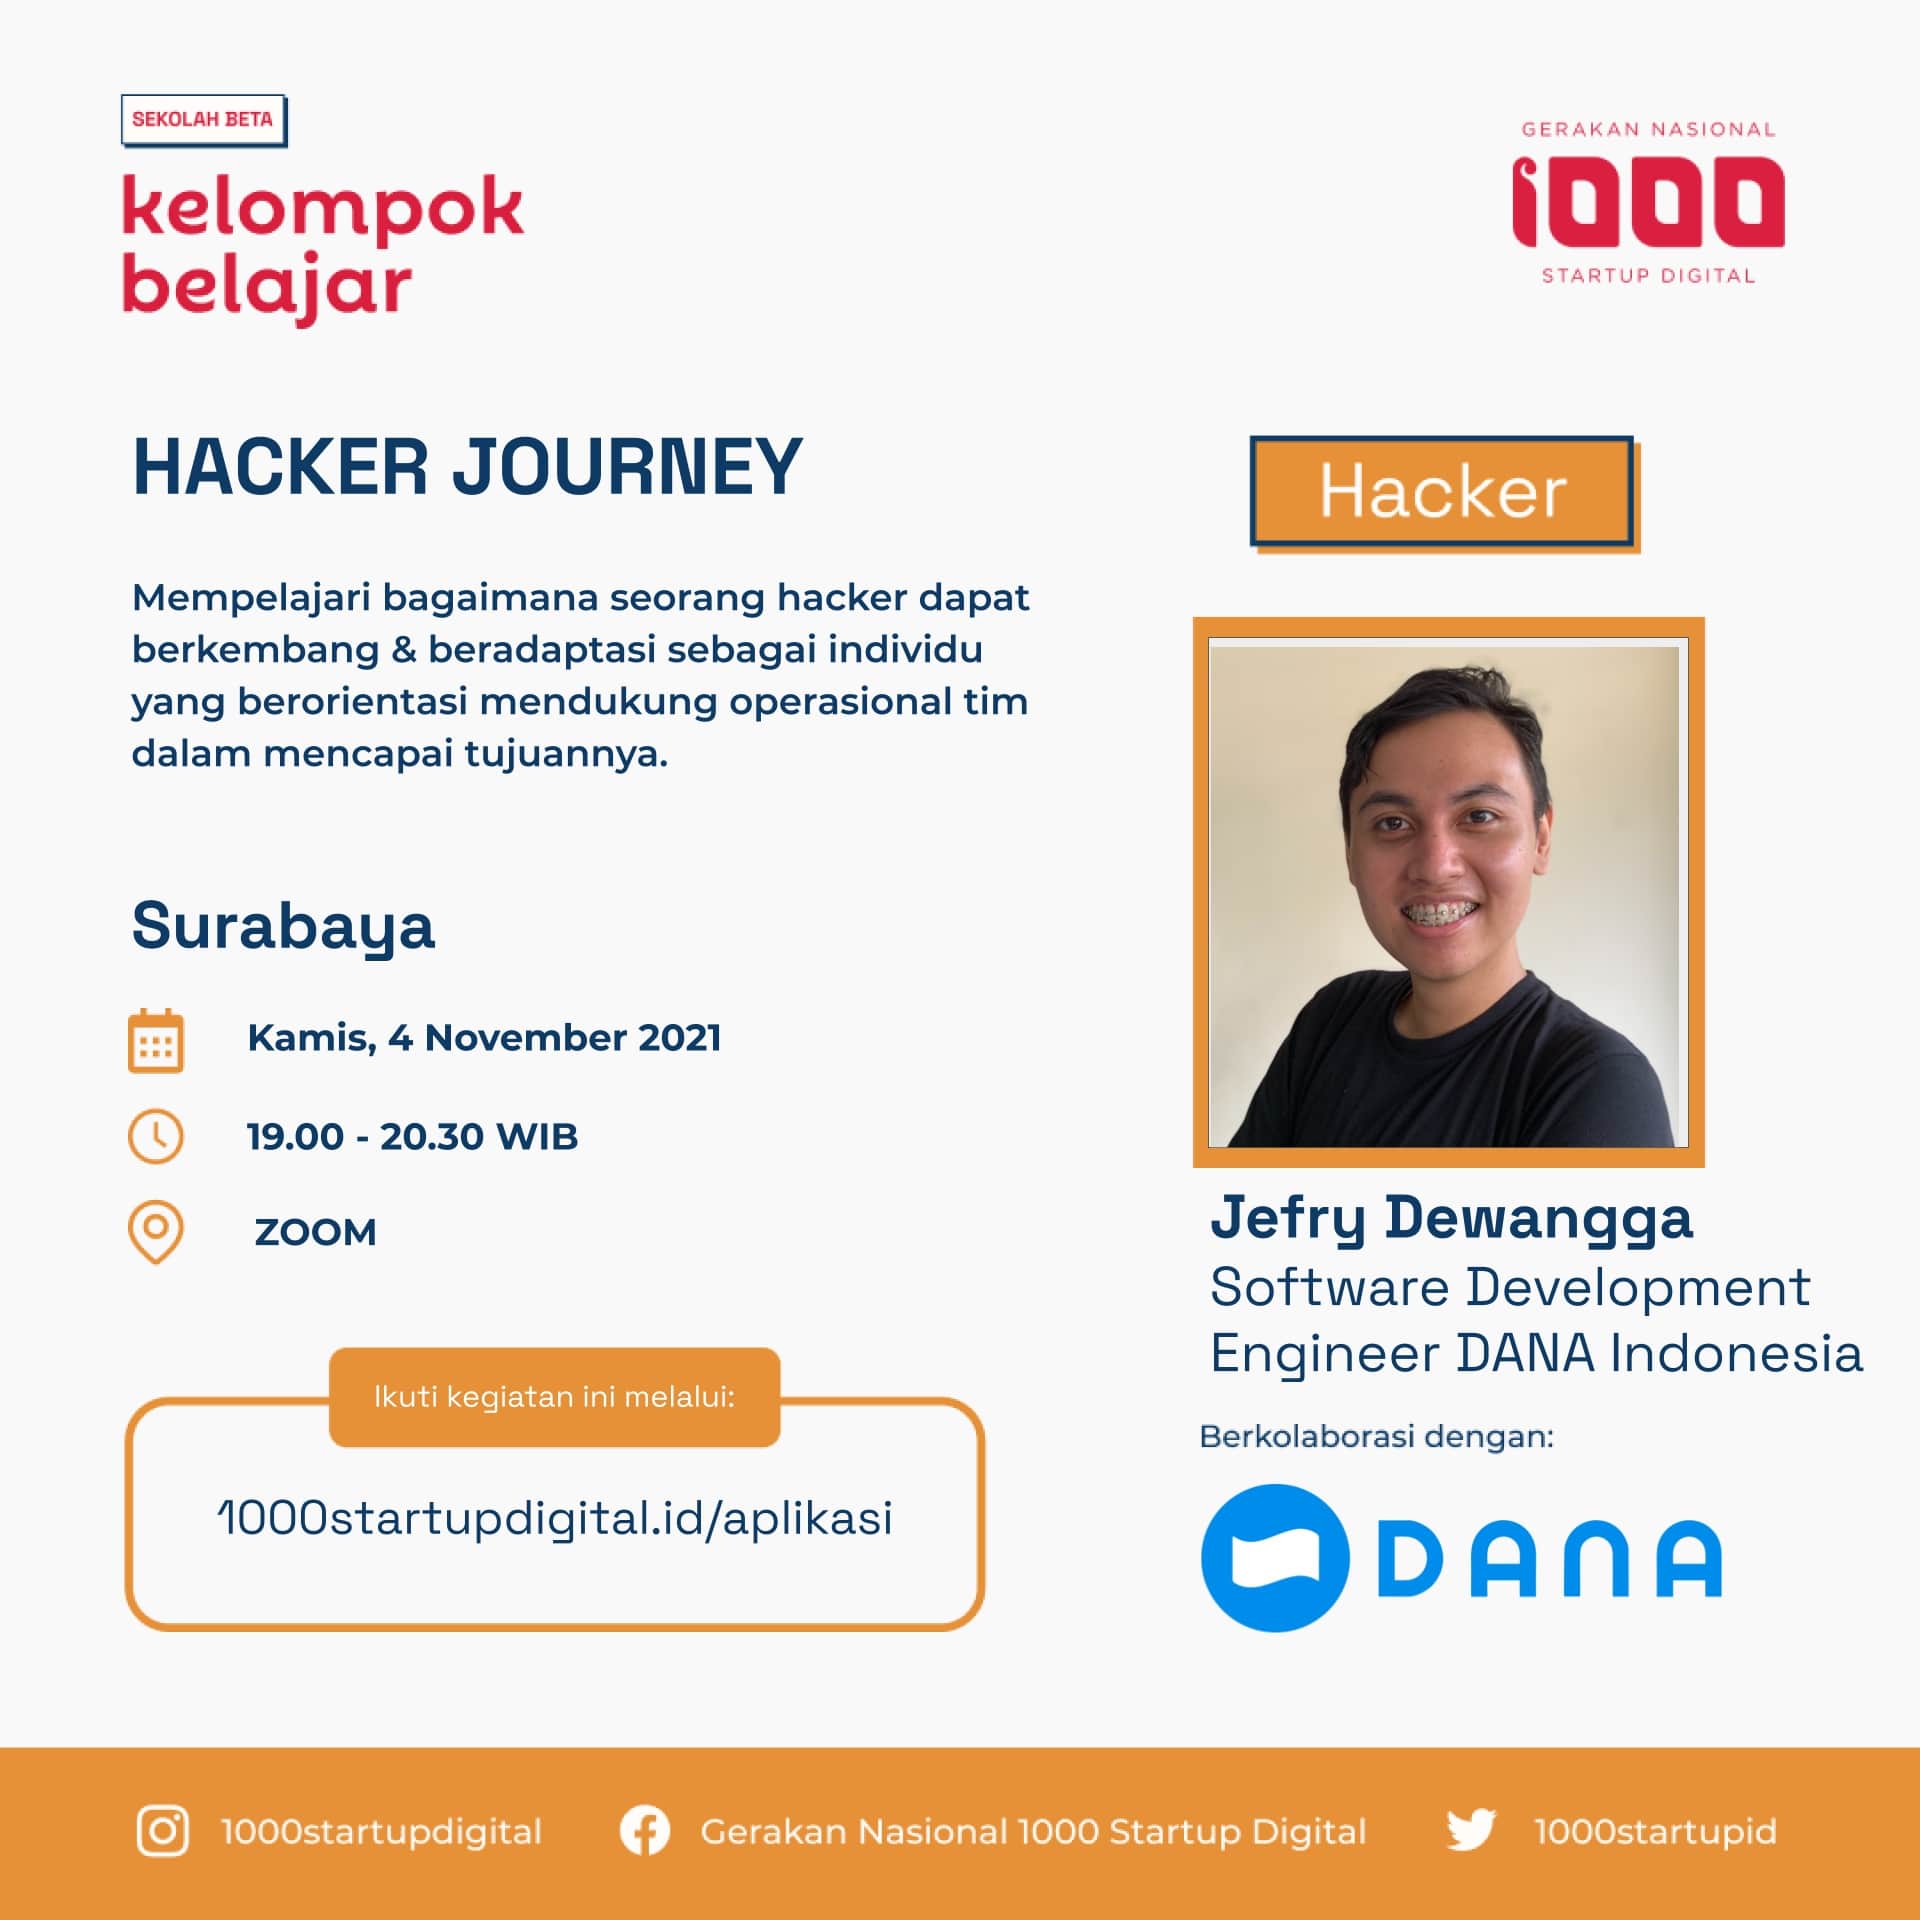 SEKOLAH BETA
kelompok
belajar
GERAKAN NASIONAL
1000
STARTUP DIGITAL
HACKER JOURNEY
Mempelajari bagaimana seorang hacker dapat
berkembang & beradaptasi sebagai individu
yang berorientasi mendukung operasional tim
dalam mencapai tujuannya.
Surabaya
Kamis, 4 November 2021
19.00 - 20.30 WIB
ZOOM
Ikuti kegiatan ini melalui:
1000startupdigital.id/aplikasi
Hacker
Jefry Dewangga
Software Development
Engineer DANA Indonesia
Berkolaborasi dengan:
DANA
1000startupdigital
Gerakan Nasional 1000 Startup Digital
1000startupid